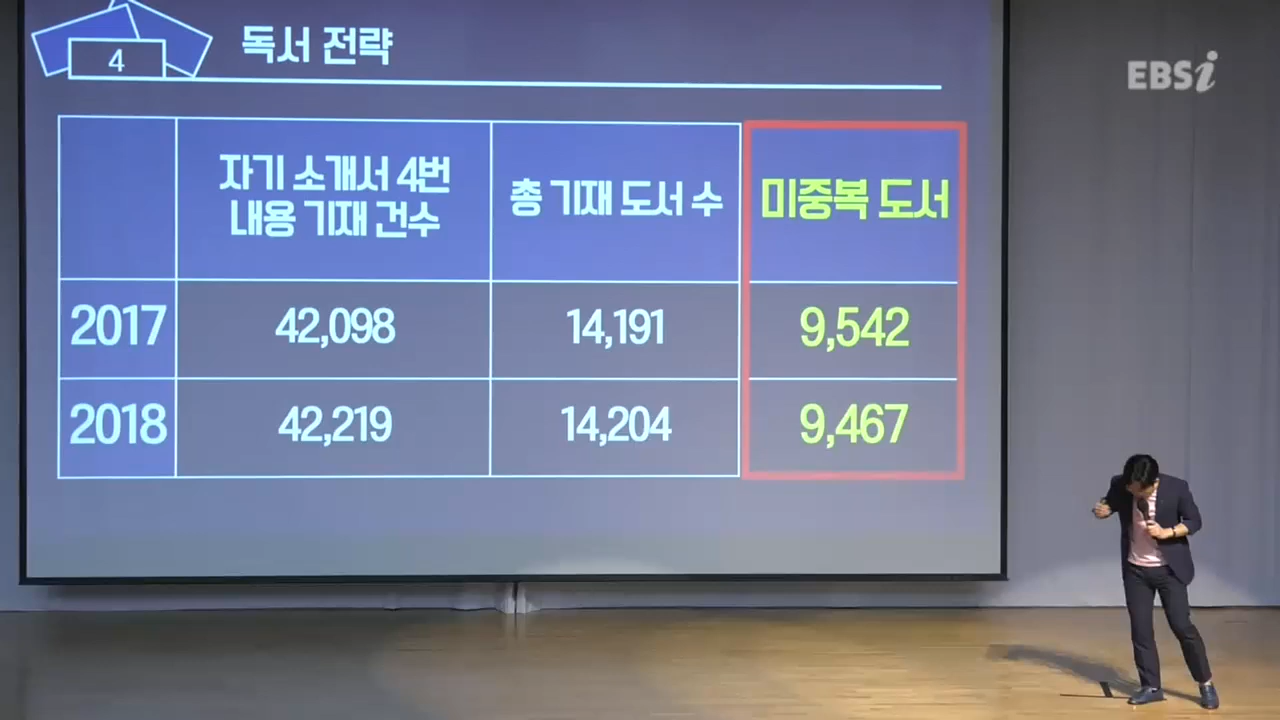 4
독서 전략
EBSi
자기 소개서 4번
내용 기재 건수
총 기재 도서 수
미중복 도서
2017
42,098
14,191
9,542
2018
42,219
14,204
9,467